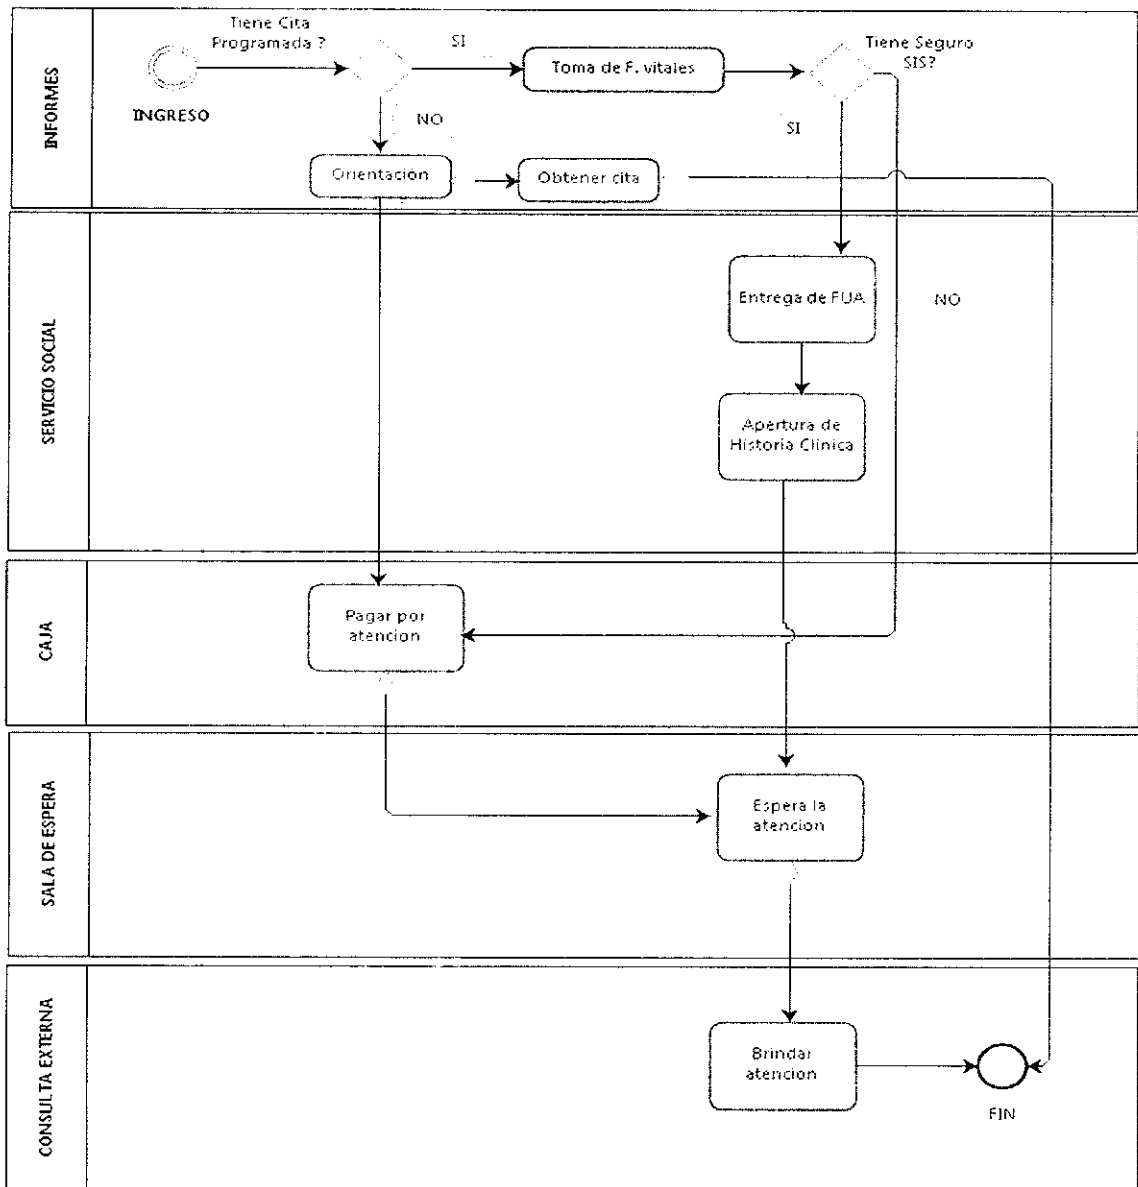 INFORMES
Tiene Cita
Programada ?
INGRESO
SI
NO
Toma de F. vitales
Tiene Seguro
SIS?
SI
Orientación
Obtener cita
SERVICIO SOCIAL
Entrega de FUA
NO
Apertura de
Historia Clinica
CAJA
Pagar por
atencion
SALA DE ESPERA
Espera la
atencion
CONSULTA EXTERNA
Brindar
atencion
FIN